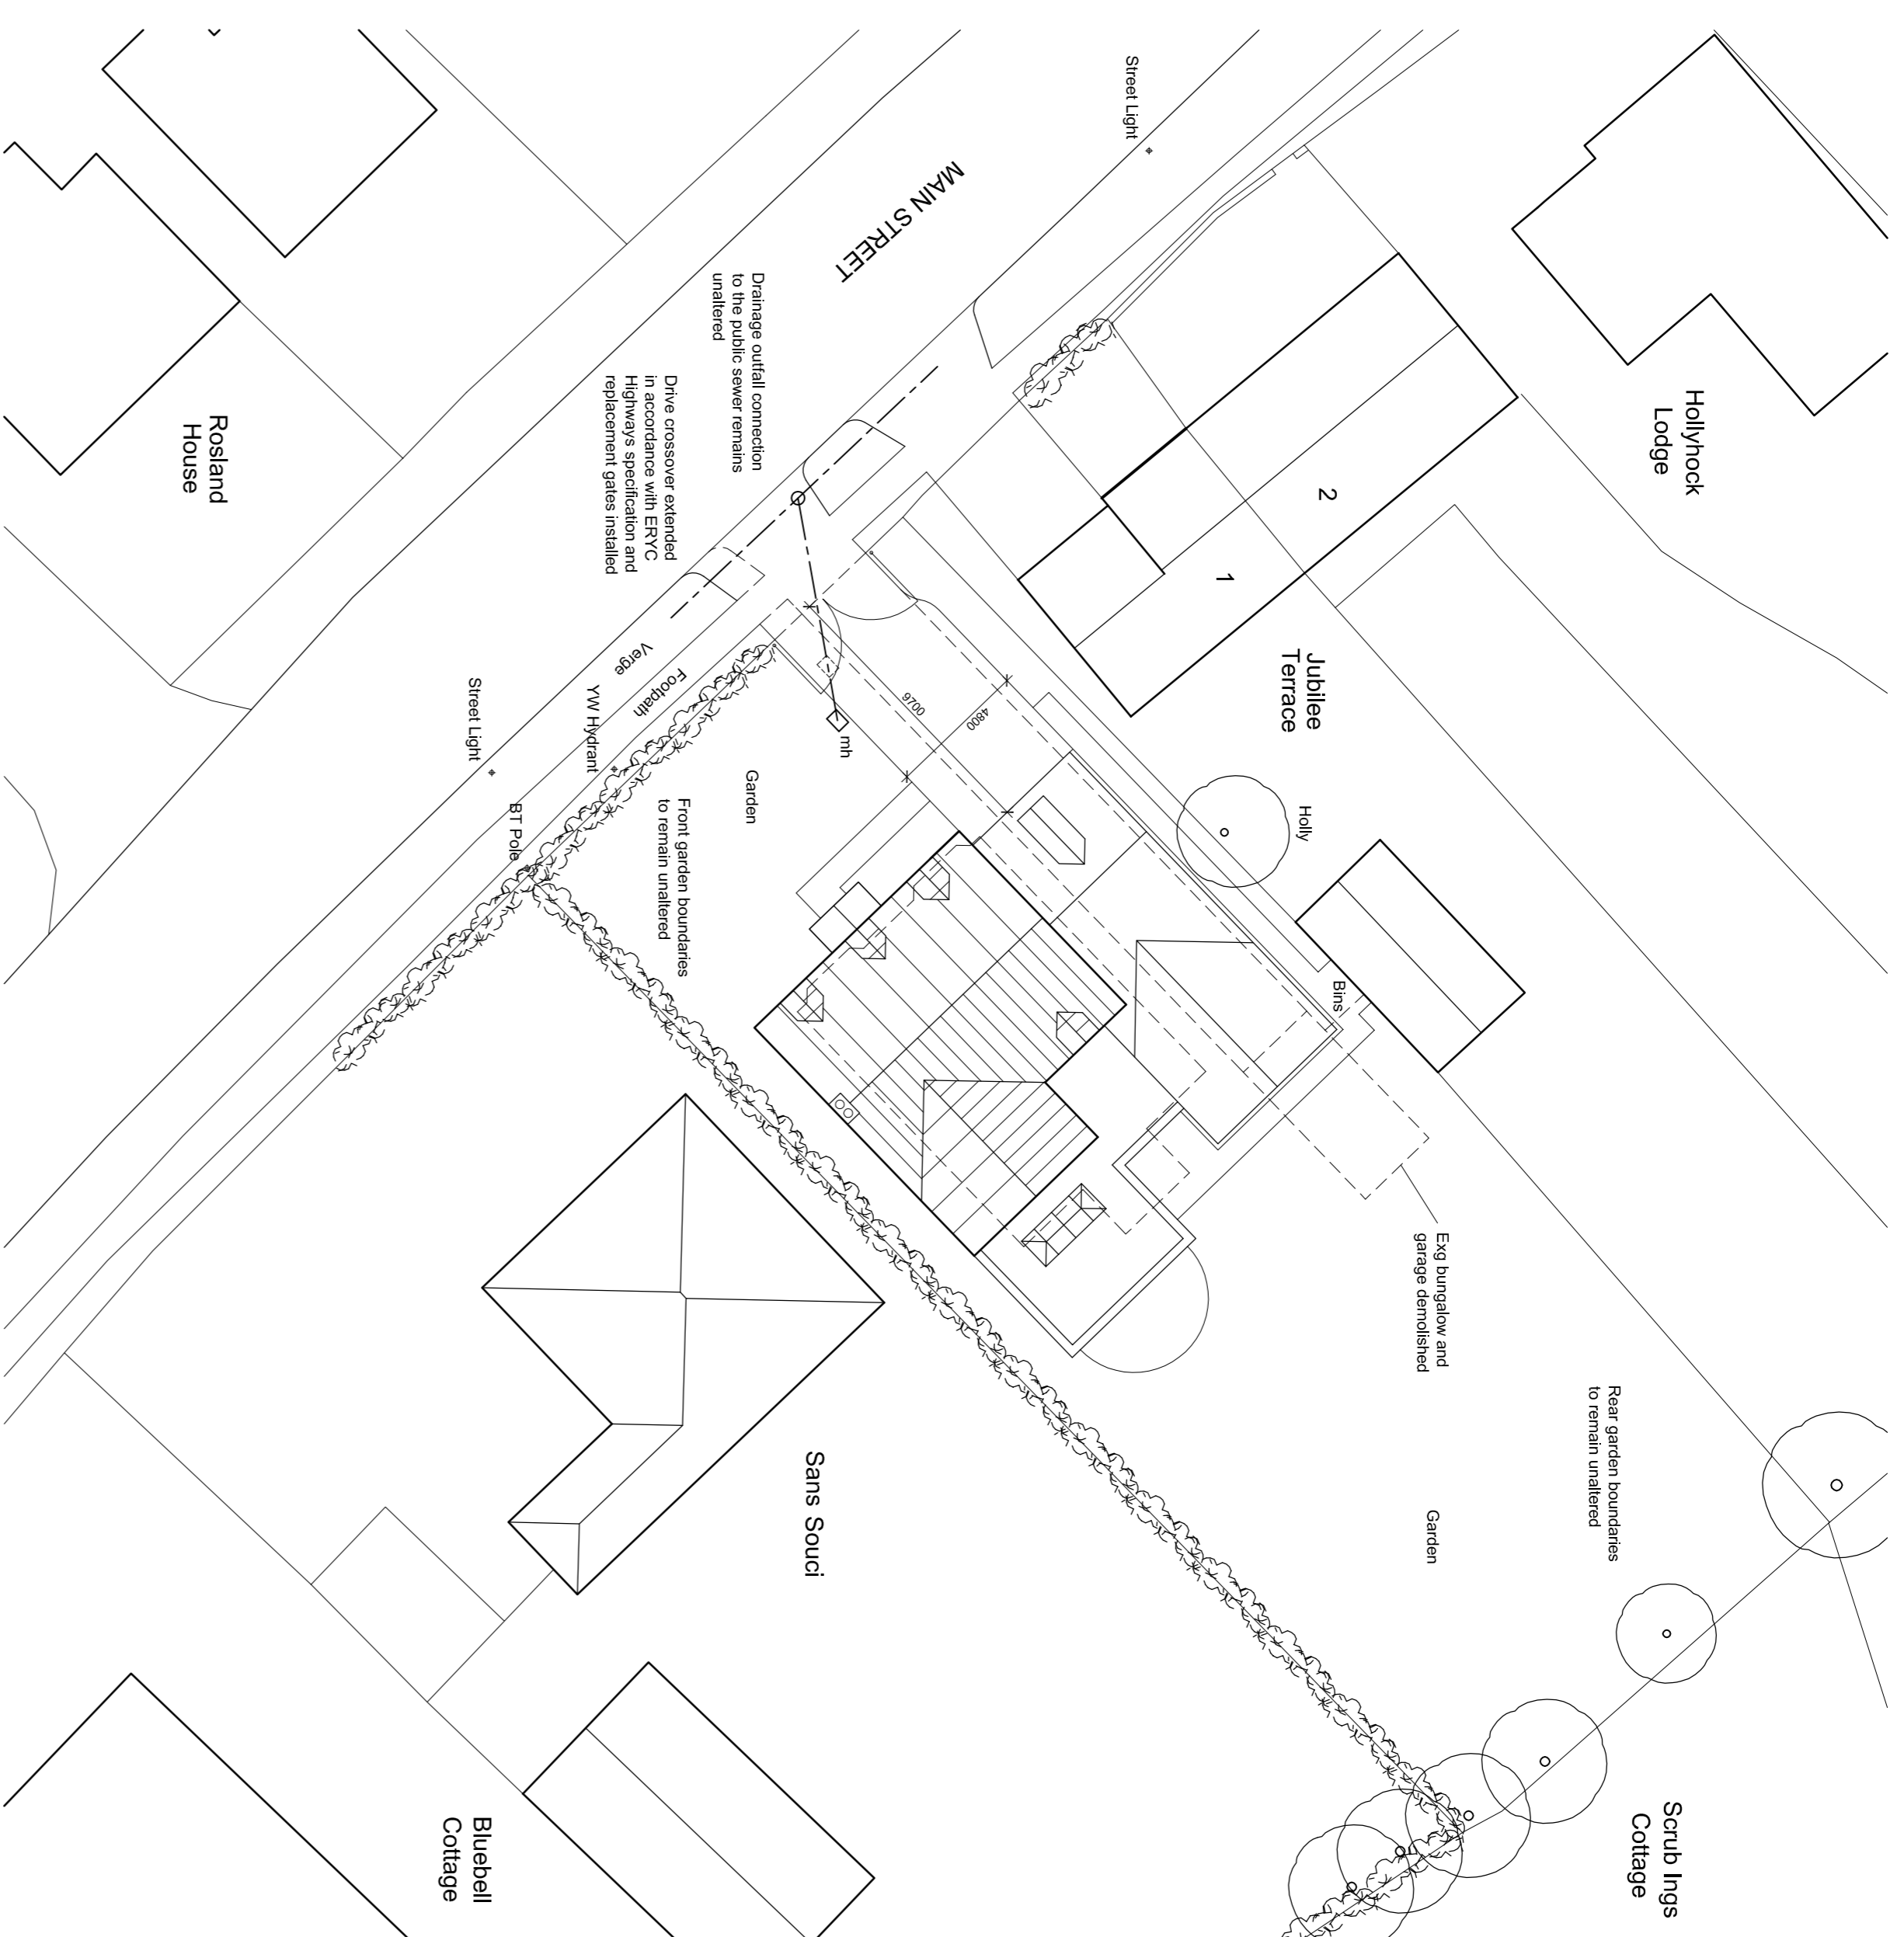 Street Light
MAIN STREET
Hollyhock
Lodge
Rosland
House
Drainage outfall connection
to the public sewer remains
unaltered
Drive crossover extended
in accordance with ERYC
Highways specification and
replacement gates installed
2
1
Jubilee
Terrace
Verge
Footpath
Street Light
YW Hydrant
BT Pole
mh
9700
4800
Garden
Front garden boundaries
to remain unaltered
Holly
Bins
Exg bungalow and
garage demolished
Rear garden boundaries
to remain unaltered
Garden
Sans Souci
Bluebell
Cottage
Scrub Ings
Cottage